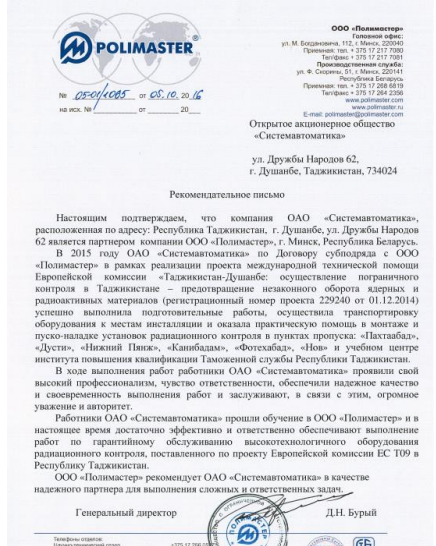 POLIMASTER®
ООО «Полимастер»
Головной офис:
ул. М. Богдановича, 112, г. Минск, 220040
Приемная: тел. + 375 17 217 7080
Тел/факс + 375 17 217 7081
Производственная служба:
ул. Ф. Скорины, 51, г. Минск, 220141
Республика Беларусь
Приемная: тел. + 375 17 268 6819
Тел/факс + 375 17 264 2356
www.polimaster.com
www.polimaster.ru
E-mail: polimaster@polimaster.com
№ 05-01/1085 от 05.10. 2016
на исх. № от 20
Открытое акционерное общество
«Системавтоматика»
ул. Дружбы Народов 62,
г. Душанбе, Таджикистан, 734024
Рекомендательное письмо
Настоящим подтверждаем, что компания ОАО «Системавтоматика»,
расположенная по адресу: Республика Таджикистан, г. Душанбе, ул. Дружбы Народов
62 является партнером компании ООО «Полимастер», г. Минск, Республика Беларусь.
В 2015 году ОАО «Системавтоматика» по Договору субподряда с ООО
«Полимастер» в рамках реализации проекта международной технической помощи
Европейской комиссии «Таджикистан-Душанбе: осуществление пограничного
контроля в Таджикистане – предотвращение незаконного оборота ядерных и
радиоактивных материалов (регистрационный номер проекта 229240 от 01.12.2014)
успешно выполнила подготовительные работы, осуществила транспортировку
оборудования к местам инсталляции и оказала практическую помощь в монтаже и
пуско-наладке установок радиационного контроля в пунктах пропуска: «Пахтаабад»,
«Дусти», «Нижний Пянж», «Канибадам», «Фотехабад», «Нов» и учебном центре
института повышения квалификации Таможенной службы Республики Таджикистан.
В ходе выполнения работ работники ОАО «Системавтоматика» проявили свой
высокий профессионализм, чувство ответственности, обеспечили надежное качество
и своевременность выполнения работ и заслуживают, в связи с этим, огромное
уважение и авторитет.
Работники ОАО «Системавтоматика» прошли обучение в ООО «Полимастер» и в
настоящее время достаточно эффективно и ответственно обеспечивают выполнение
работ по гарантийному обслуживанию высокотехнологичного оборудования
радиационного контроля, поставленного по проекту Европейской комиссии ЕС Т09 в
Республику Таджикистан.
ООО «Полимастер» рекомендует ОАО «Системавтоматика» в качестве
надежного партнера для выполнения сложных и ответственных задач.
Генеральный директор Д.Н. Бурый
Телефоны отделов: